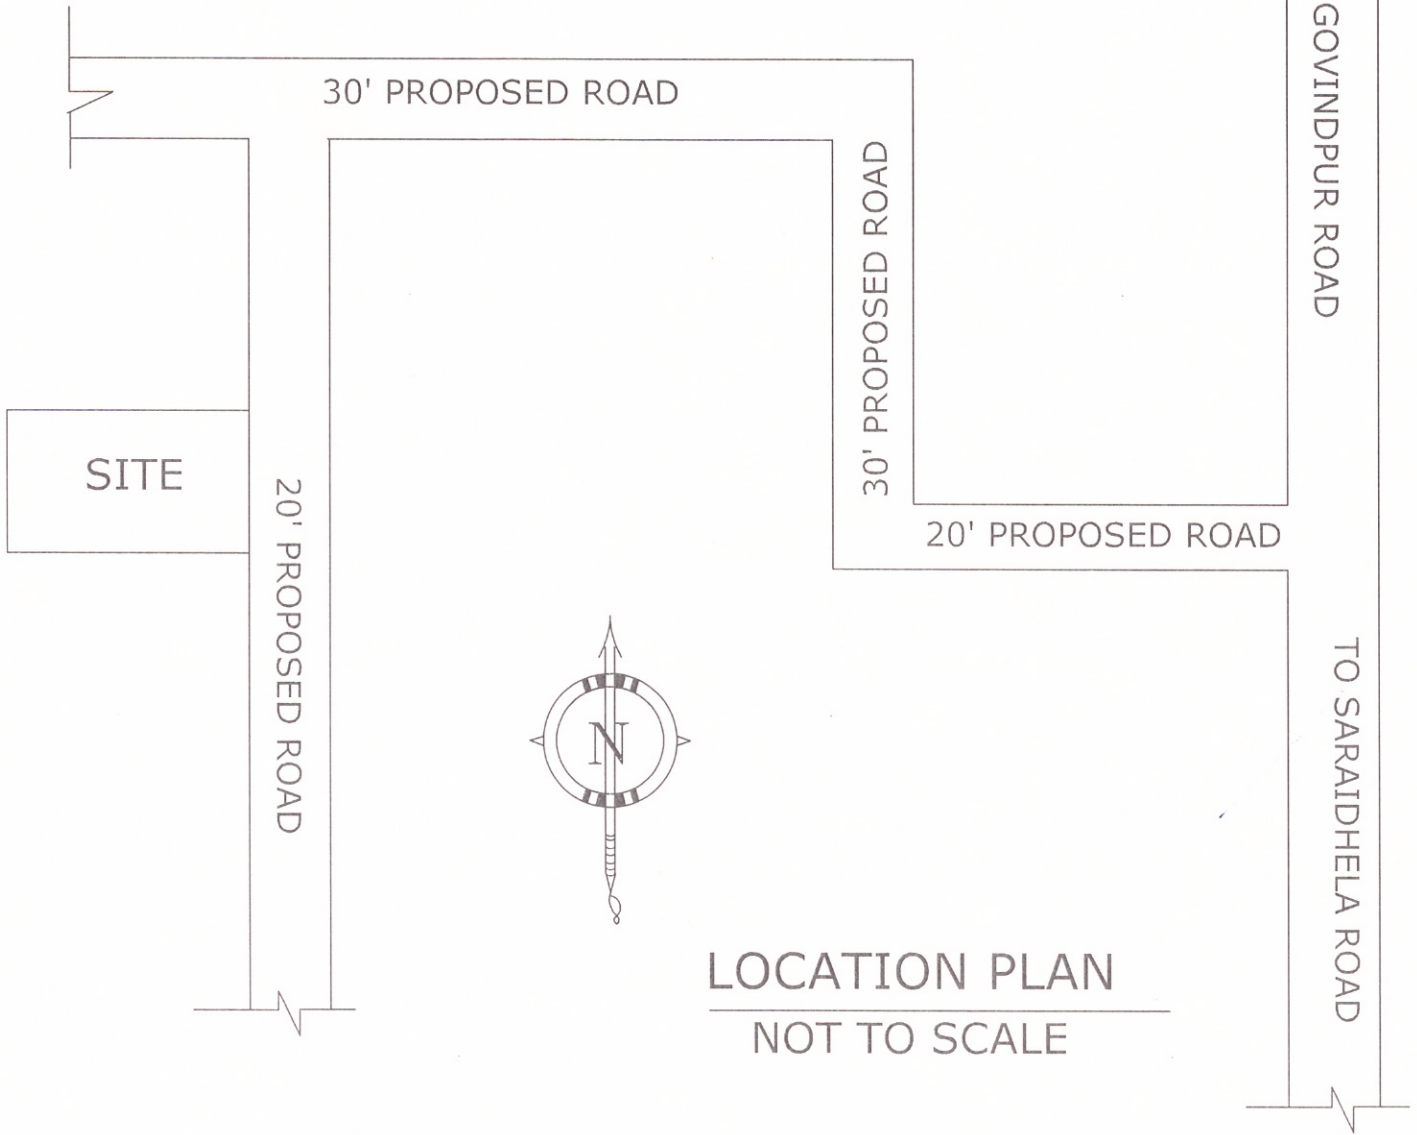 30' PROPOSED ROAD
GOVINDPUR ROAD
30' PROPOSED ROAD
SITE
20' PROPOSED ROAD
20' PROPOSED ROAD
N
TO SARAIDHELA ROAD
LOCATION PLAN
NOT TO SCALE